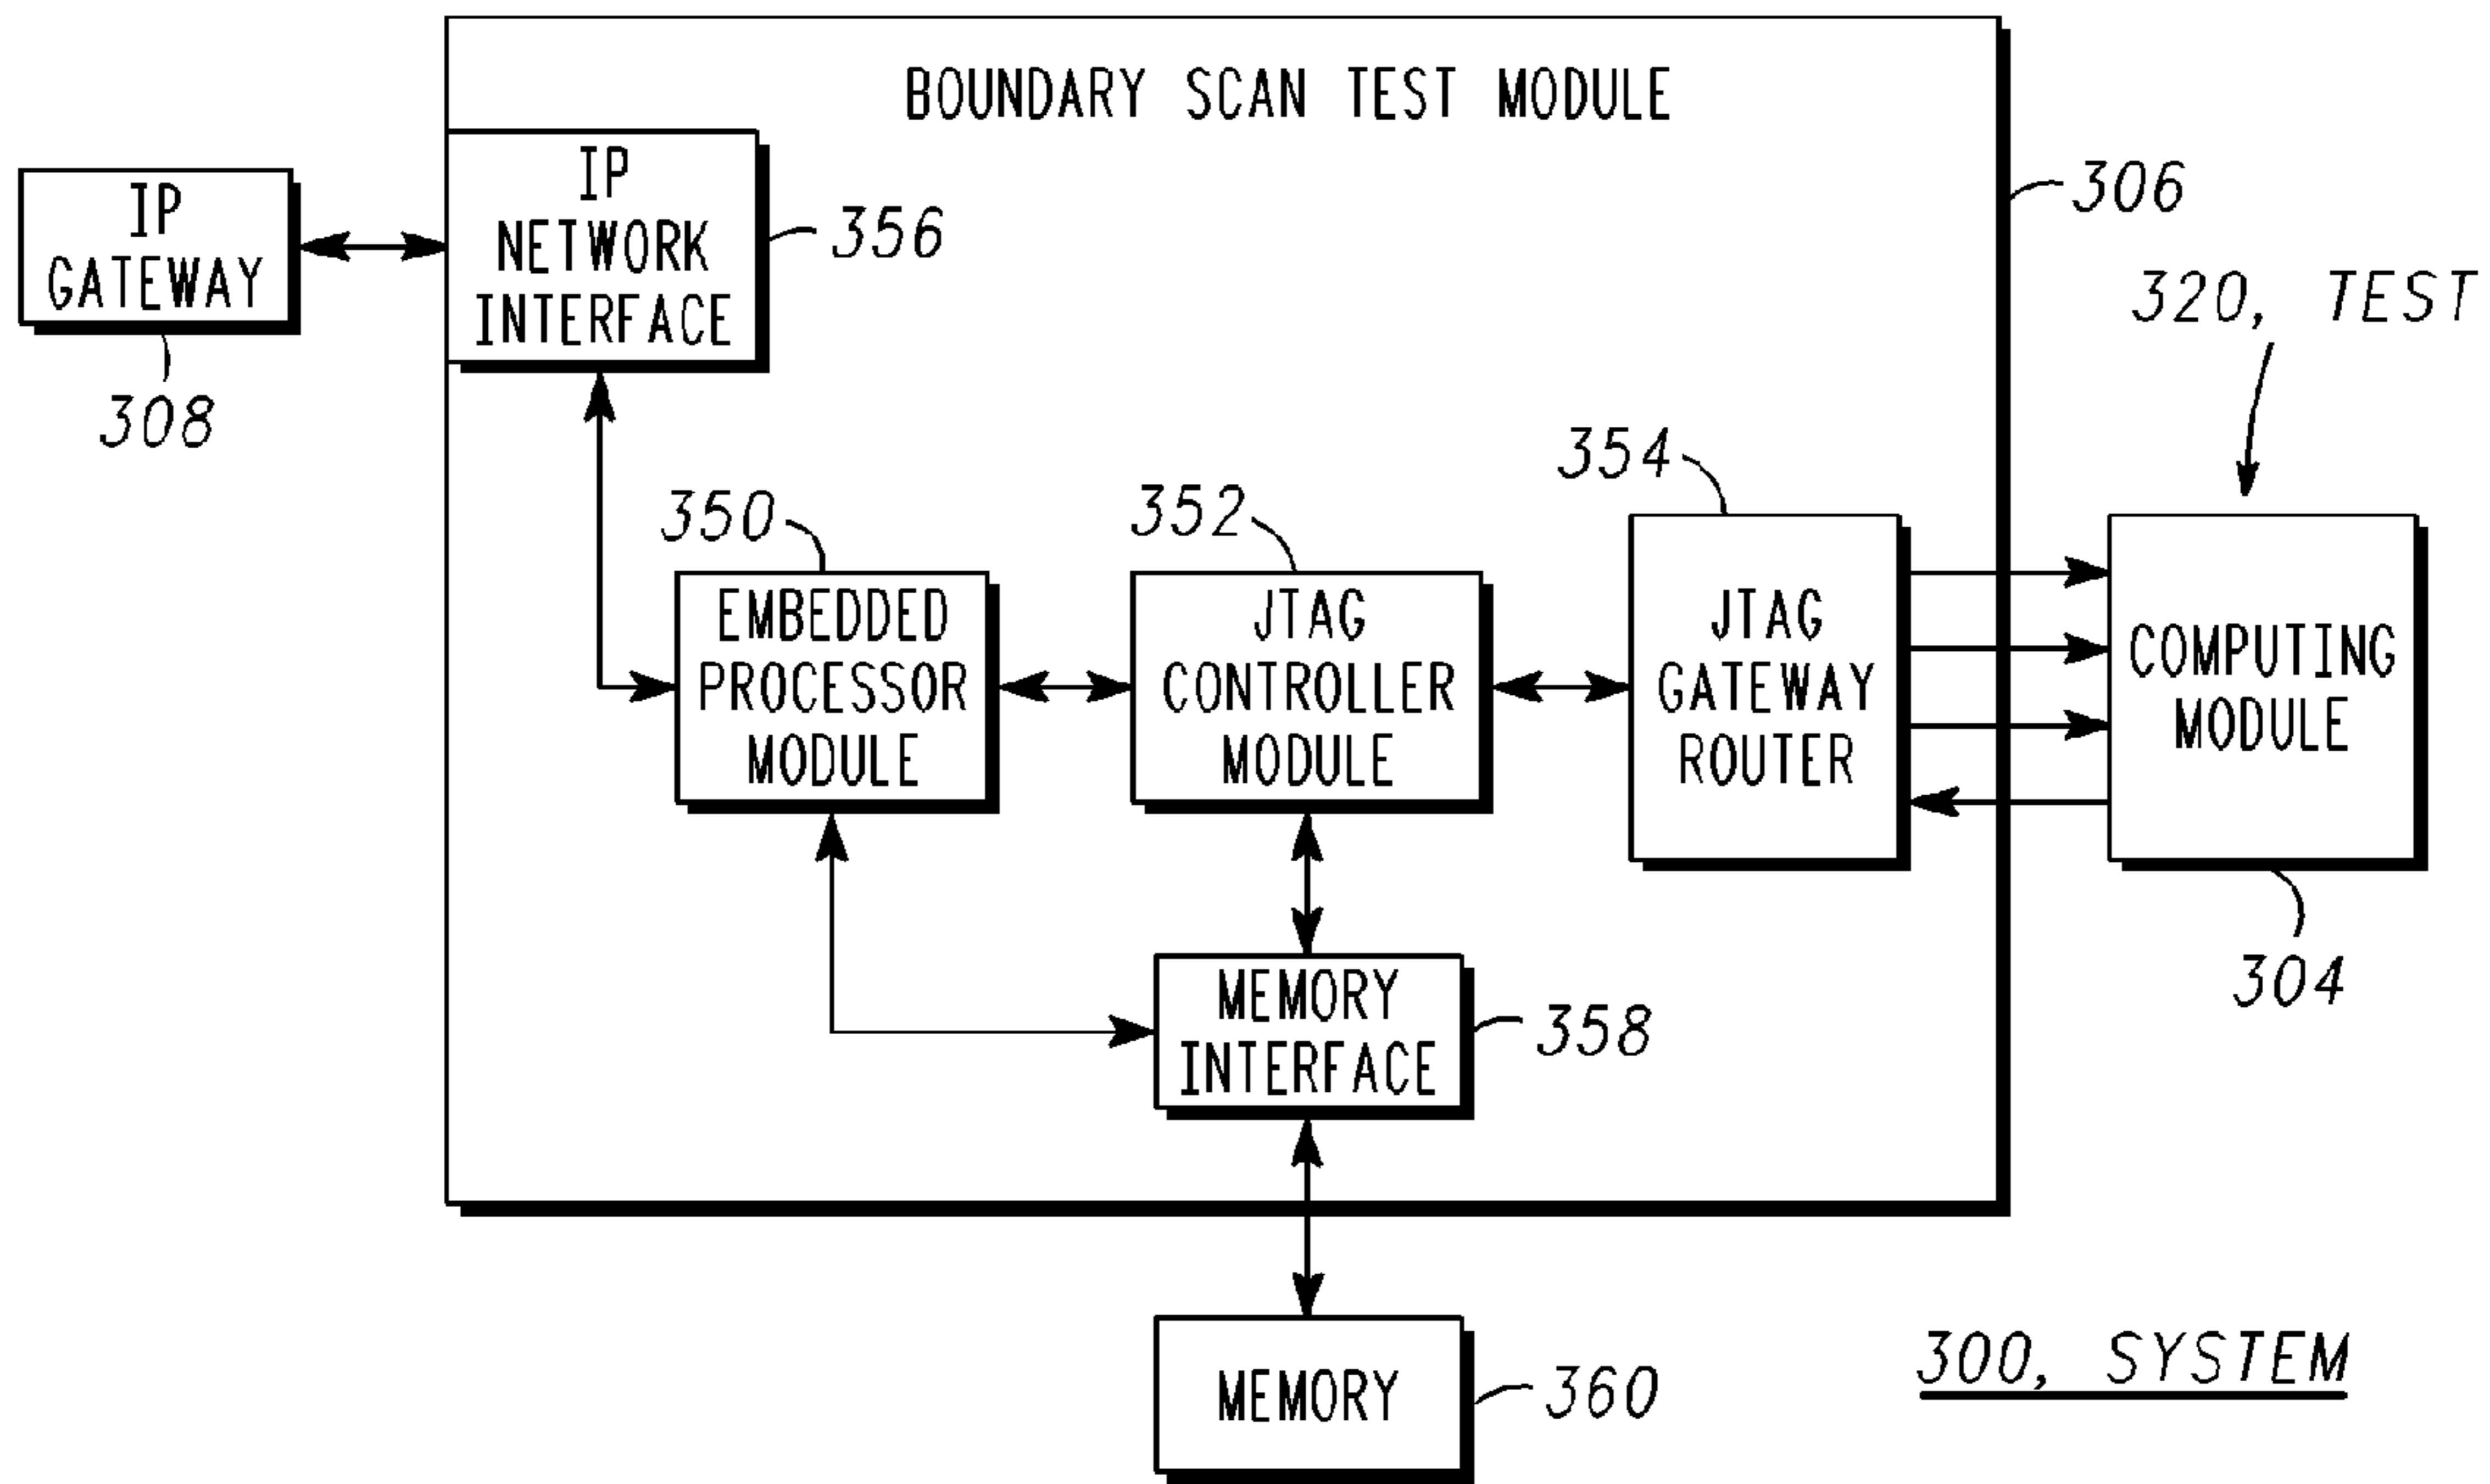 BOUNDARY SCAN TEST MODULE
IP
GATEWAY
308
IP
NETWORK
INTERFACE
356
306
320, TEST
350
EMBEDDED
PROCESSOR
MODULE
352
JTAG
CONTROLLER
MODULE
354
JTAG
GATEWAY
ROUTER
COMPUTING
MODULE
304
MEMORY
INTERFACE
358
MEMORY
360
300, SYSTEM